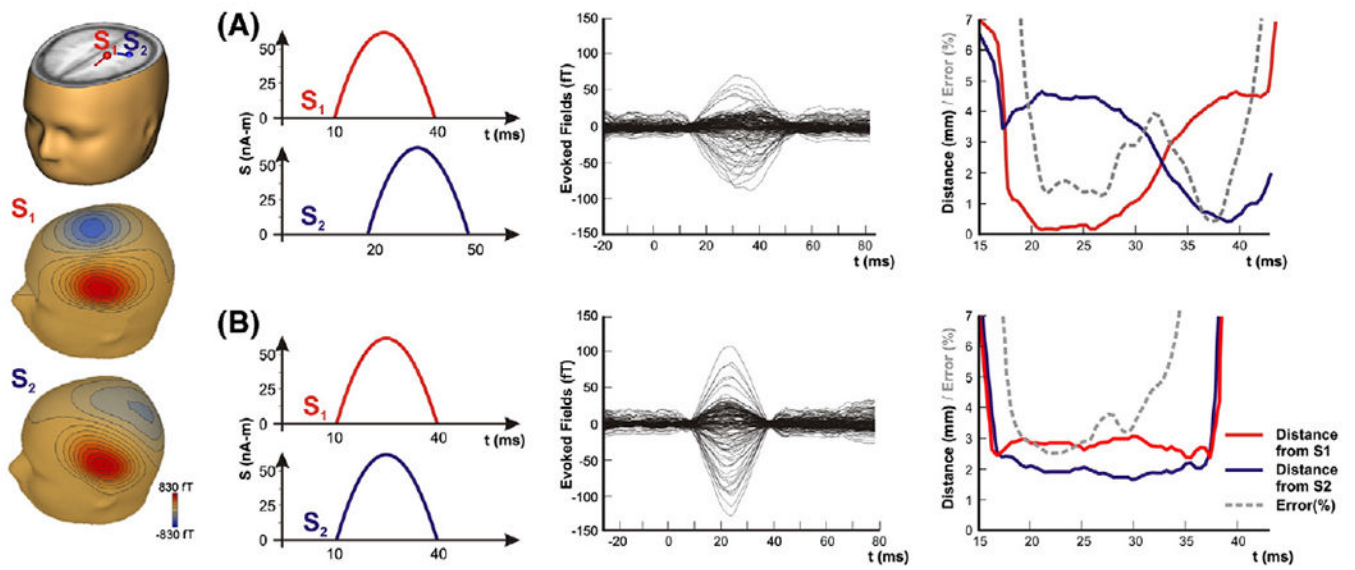 S1 S2
S1
S2
830 fT
-830 fT
(A)
50
25
0
S1
10 40
t (ms)
S (nA-m)
50
25
0
S2
20 50
t (ms)
Evoked Fields (fT)
150
100
50
0
-50
-100
-150
-20 0 20 40 60 80
t (ms)
Distance (mm) / Error (%)
7
6
5
4
3
2
1
0
15 20 25 30 35 40
t (ms)
(B)
50
25
0
S1
10 40
t (ms)
S (nA-m)
50
25
0
S2
10 40
t (ms)
Evoked Fields (fT)
150
100
50
0
-50
-100
-150
-20 0 20 40 60 80
t (ms)
Distance (mm) / Error (%)
7
6
5
4
3
2
1
0
15 20 25 30 35 40
t (ms)
Distance
from S1
Distance
from S2
Error(%)